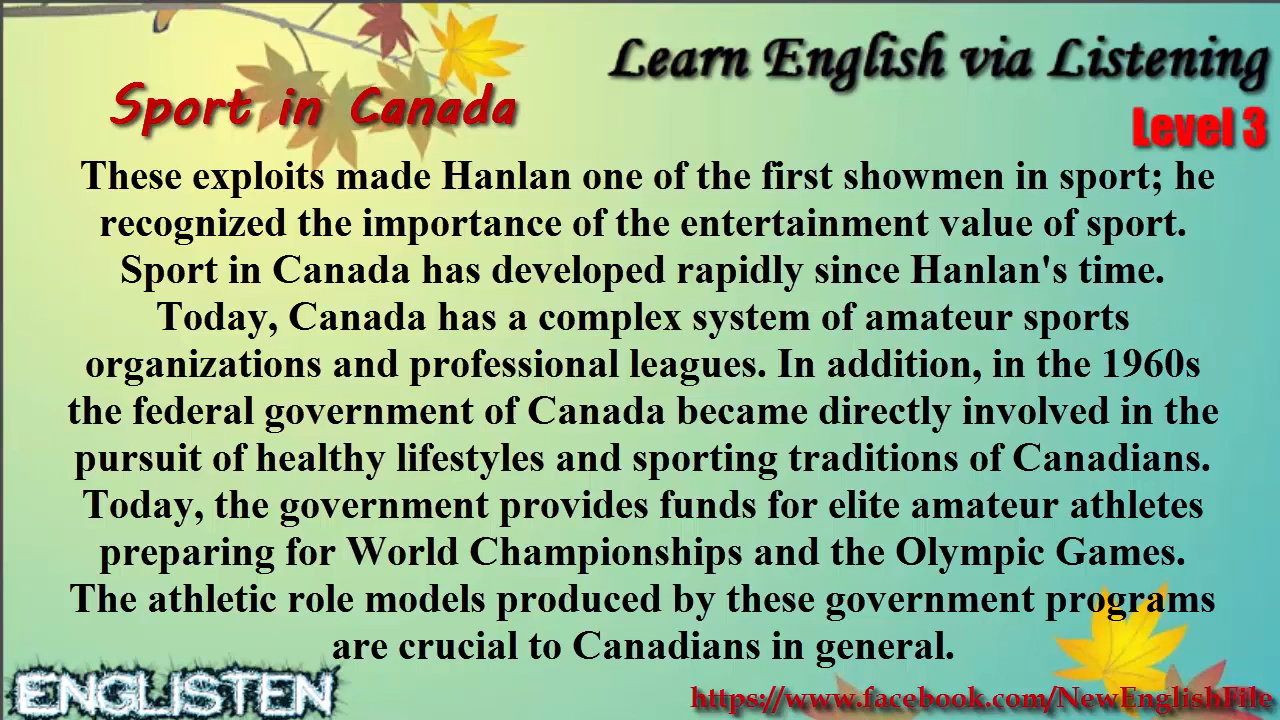 Learn English via Listening
Sport in Canada
Level 3
These exploits made Hanlan one of the first showmen in sport; he
recognized the importance of the entertainment value of sport.
Sport in Canada has developed rapidly since Hanlan's time.
Today, Canada has a complex system of amateur sports
organizations and professional leagues. In addition, in the 1960s
the federal government of Canada became directly involved in the
pursuit of healthy lifestyles and sporting traditions of Canadians.
Today, the government provides funds for elite amateur athletes
preparing for World Championships and the Olympic Games.
The athletic role models produced by these government programs
are crucial to Canadians in general.
ENGLISTEN
https://www.facebook.com/NewEnglishFile